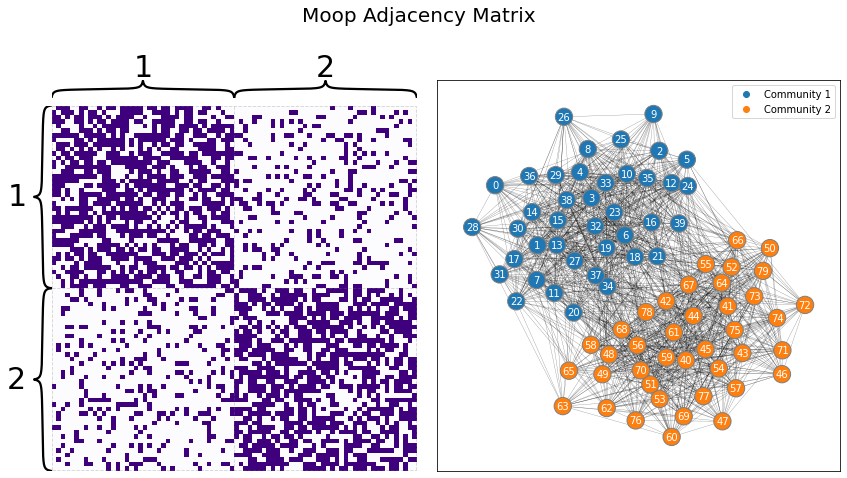 Moop Adjacency Matrix
1 2
1
2
Community 1
Community 2
26 9
25
8 2
5
4 10
36 29 33 35 12 24
0
38 3
14 23
15 16 39
28 30 32
6
1 13 19
17 27 18 21
31 37
7 34
11
22
20
66 50
55 52 79
67 64
42 73
41 72
78 44 74
68 61 75
58 56 45 71
48 59 40 43
65 49 70 54 46
51 57
53 77
63 62
76 69 47
60